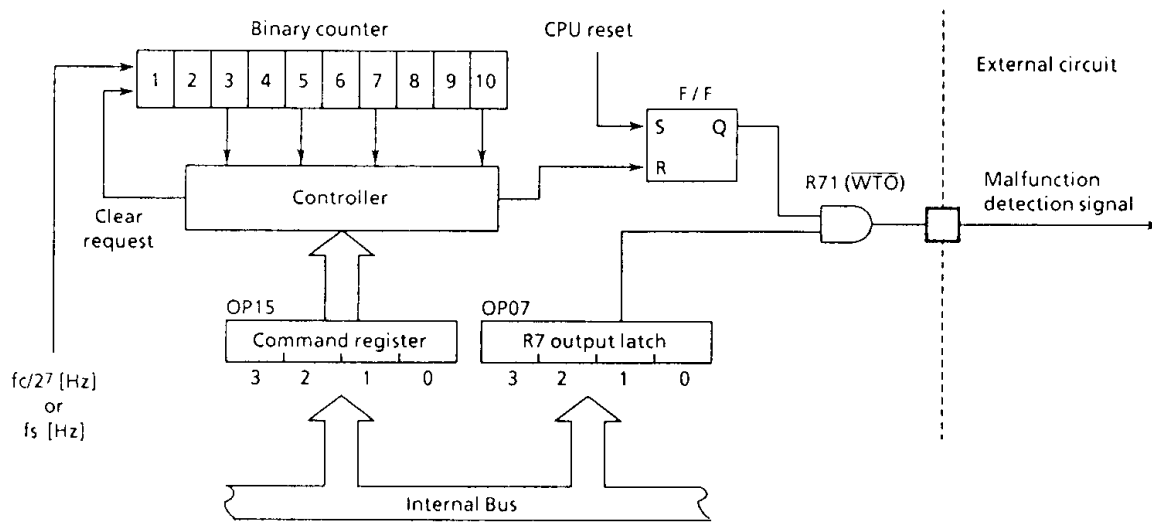 Binary counter
CPU reset
1 2 3 4 5 6 7 8 9 10
External circuit
F / F
S Q
R
R71 (W̅T̅O̅)
Controller
Malfunction
detection signal
Clear
request
OP15
OP07
Command register
R7 output latch
3 2 1 0
3 2 1 0
fc/2⁷ [Hz]
or
fs [Hz]
Internal Bus